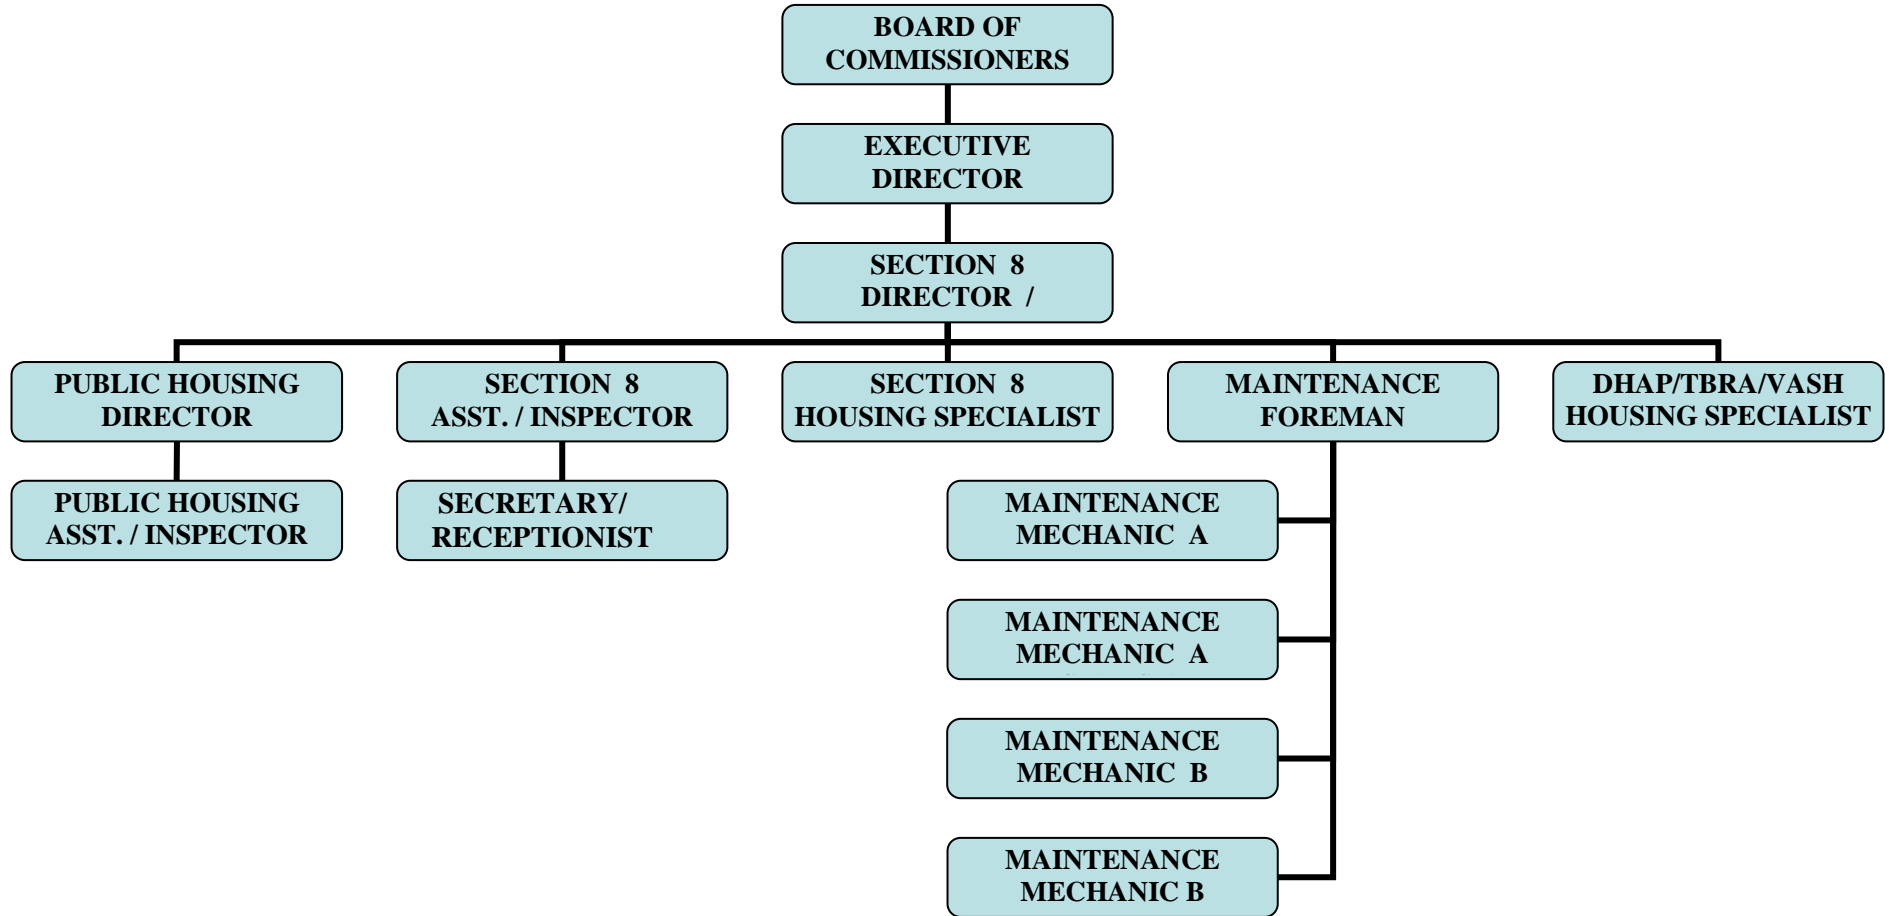 BOARD OF
COMMISSIONERS
EXECUTIVE
DIRECTOR
SECTION 8
DIRECTOR /
PUBLIC HOUSING
DIRECTOR
SECTION 8
ASST. / INSPECTOR
SECTION 8
HOUSING SPECIALIST
MAINTENANCE
FOREMAN
DHAP/TBRA/VASH
HOUSING SPECIALIST
PUBLIC HOUSING
ASST. / INSPECTOR
SECRETARY/
RECEPTIONIST
MAINTENANCE
MECHANIC A
MAINTENANCE
MECHANIC A
MAINTENANCE
MECHANIC B
MAINTENANCE
MECHANIC B